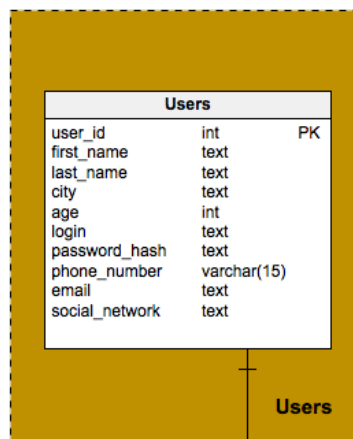 Users
user_id int PK
first_name text
last_name text
city text
age int
login text
password_hash text
phone_number varchar(15)
email text
social_network text
Users